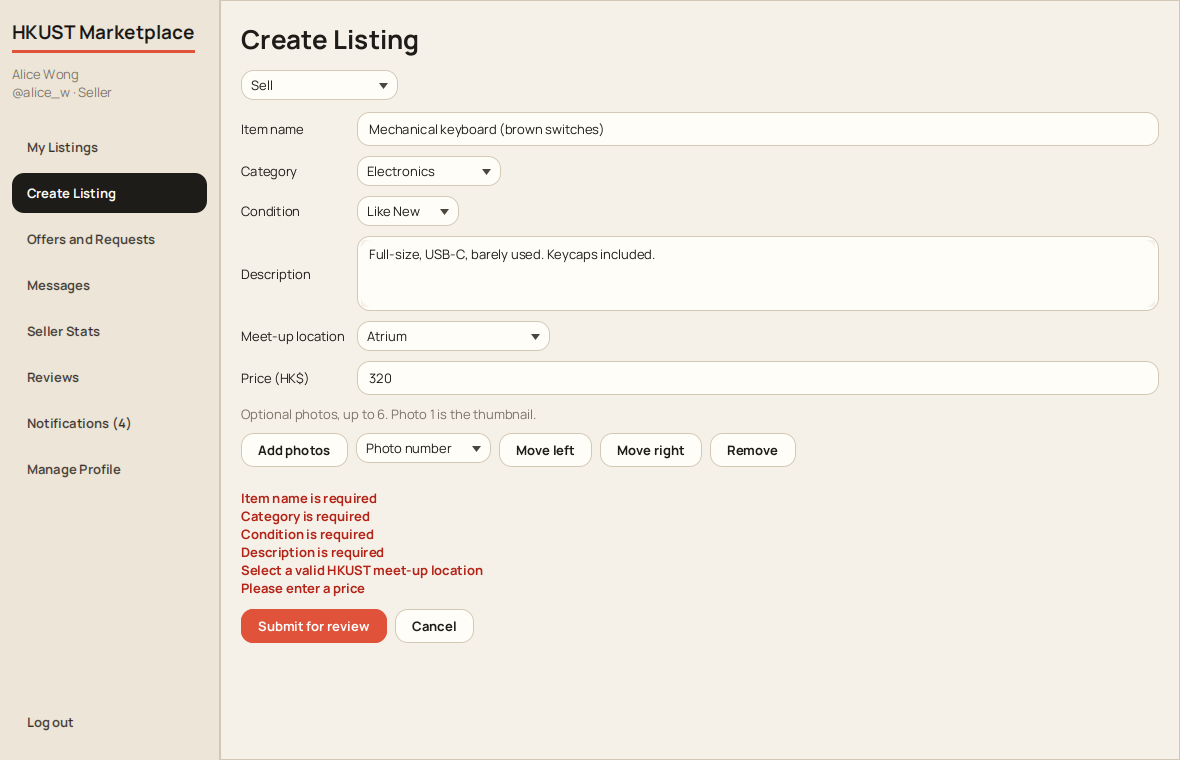 HKUST Marketplace
Alice Wong
@alice_w · Seller
My Listings
Create Listing
Offers and Requests
Messages
Seller Stats
Reviews
Notifications (4)
Manage Profile
Log out
Create Listing
Sell
Item name
Mechanical keyboard (brown switches)
Category
Electronics
Condition
Like New
Description
Full-size, USB-C, barely used. Keycaps included.
Meet-up location
Atrium
Price (HK$)
320
Optional photos, up to 6. Photo 1 is the thumbnail.
Add photos
Photo number
Move left
Move right
Remove
Item name is required
Category is required
Condition is required
Description is required
Select a valid HKUST meet-up location
Please enter a price
Submit for review
Cancel